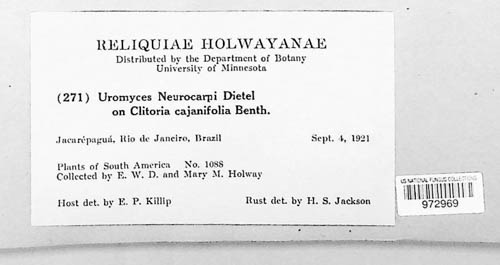 RELIQUIAE HOLWAYANAE
Distributed by the Department of Botany
University of Minnesota
(271) Uromyces Neurocarpi Dietel
on Clitoria cajanifolia Benth.
Jacarépaguá, Rio de Janeiro, Brazil Sept. 4, 1921
Plants of South America No. 1088
Collected by E. W. D. and Mary M. Holway
Host det. by E. P. Killip Rust det. by H. S. Jackson
US NATIONAL FUNGUS COLLECTIONS
972969